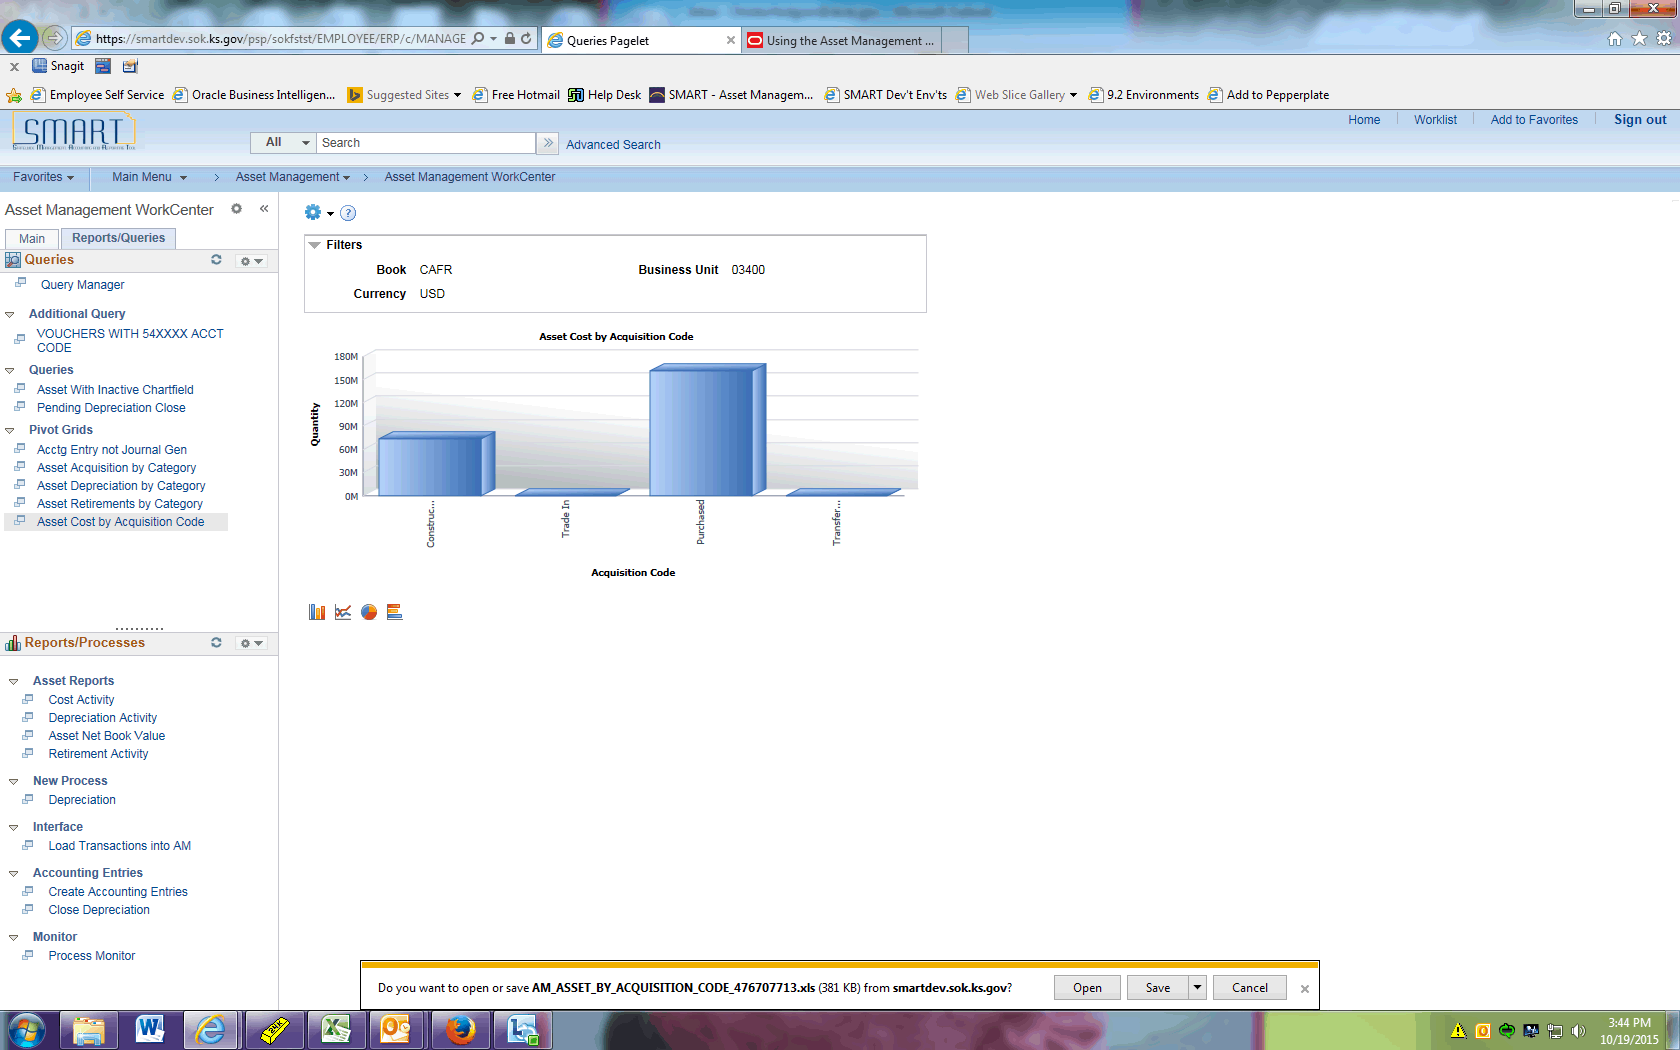 https://smartdev.sok.ks.gov/psp/sokfstst/EMPLOYEE/ERP/c/MANAGE
Queries Pagelet
Using the Asset Management ...
Snagit
Employee Self Service
Oracle Business Intelligen...
Suggested Sites
Free Hotmail
Help Desk
SMART - Asset Managem...
SMART Dev't Env'ts
Web Slice Gallery
9.2 Environments
Add to Pepperplate
SMART
Home
Worklist
Add to Favorites
Sign out
All
Search
Advanced Search
Favorites
Main Menu
Asset Management
Asset Management WorkCenter
Asset Management WorkCenter
Main
Reports/Queries
Queries
Query Manager
Additional Query
VOUCHERS WITH 54XXXX ACCT
CODE
Queries
Asset With Inactive Chartfield
Pending Depreciation Close
Pivot Grids
Acctg Entry not Journal Gen
Asset Acquisition by Category
Asset Depreciation by Category
Asset Retirements by Category
Asset Cost by Acquisition Code
Reports/Processes
Asset Reports
Cost Activity
Depreciation Activity
Asset Net Book Value
Retirement Activity
New Process
Depreciation
Interface
Load Transactions into AM
Accounting Entries
Create Accounting Entries
Close Depreciation
Monitor
Process Monitor
Filters
Book CAFR
Business Unit 03400
Currency USD
Asset Cost by Acquisition Code
180M
150M
120M
90M
60M
30M
0M
Quantity
Construc...
Trade In
Purchased
Transfer...
Acquisition Code
Do you want to open or save AM_ASSET_BY_ACQUISITION_CODE_476707713.xls (381 KB) from smartdev.sok.ks.gov?
Open
Save
Cancel
3:44 PM
10/19/2015